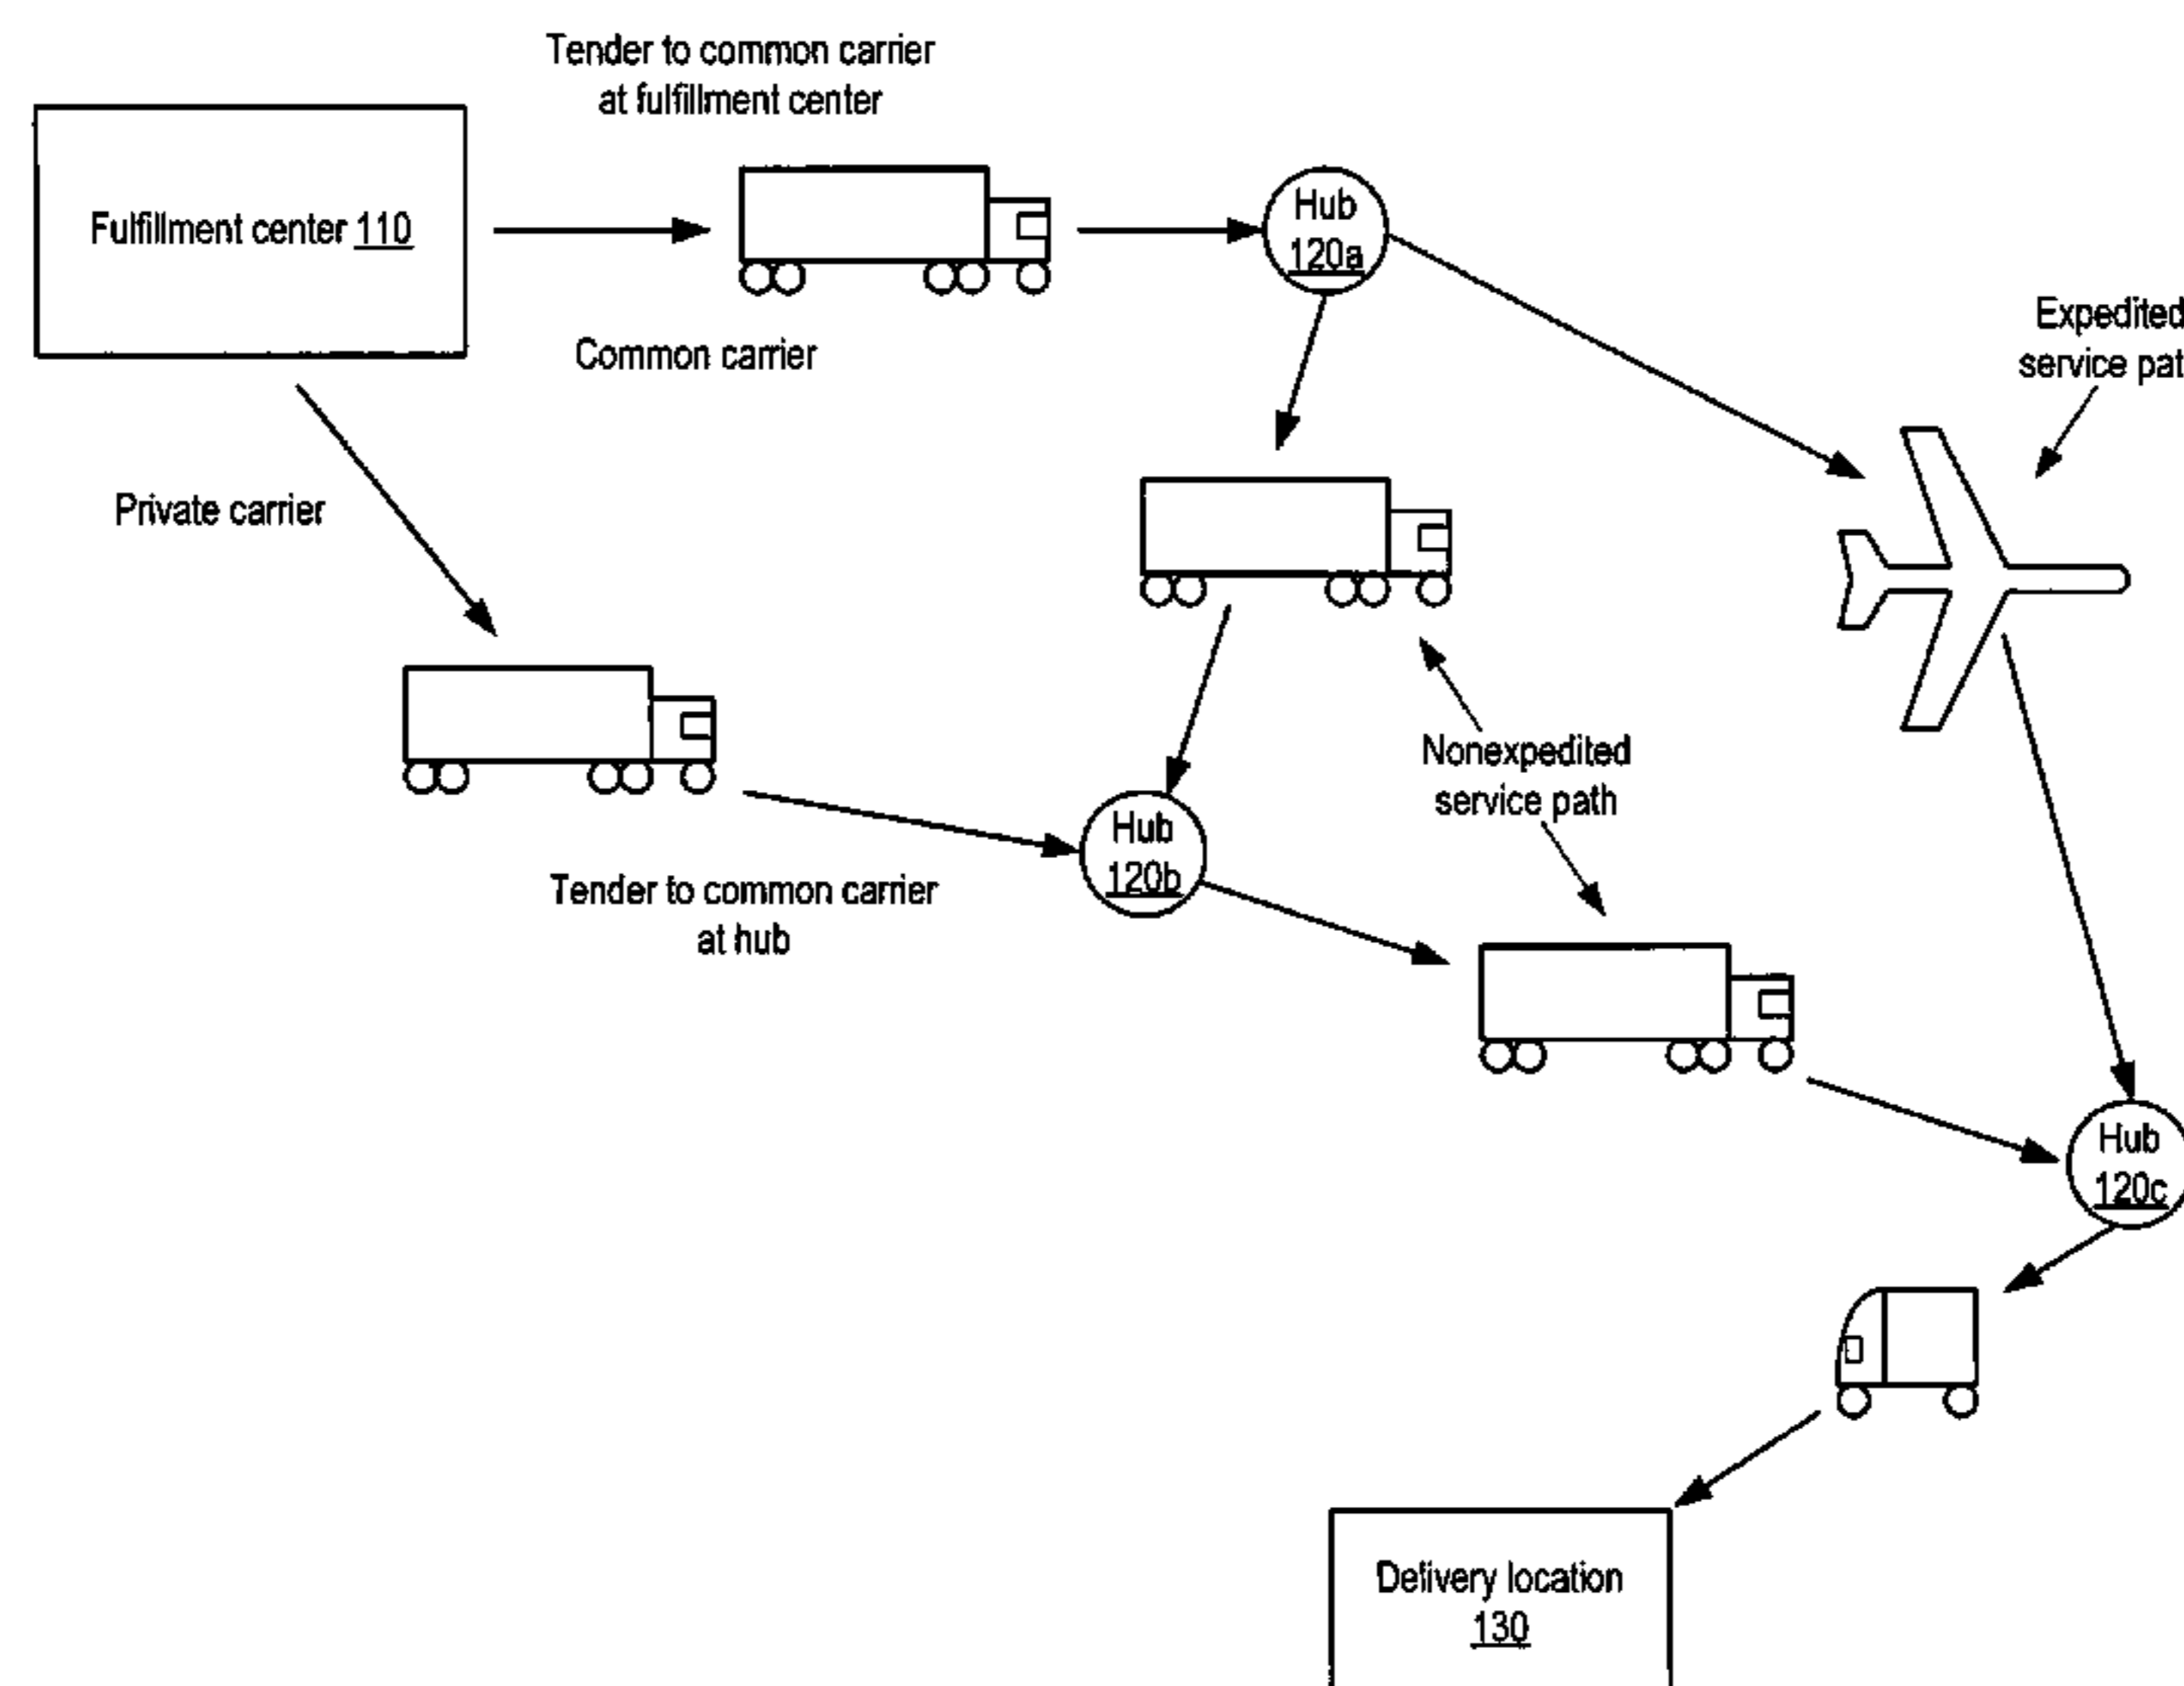 Tender to common carrier
at fulfillment center
Fulfillment center 110
Hub
120a
Common carrier
Expedited
service pat
Private carrier
Nonexpedited
service path
Hub
120b
Tender to common carrier
at hub
Hub
120c
Delivery location
130